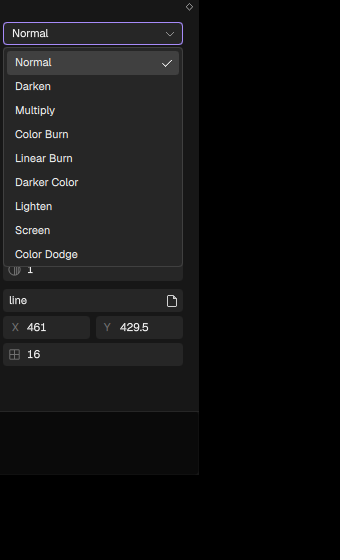 Normal
Normal
Darken
Multiply
Color Burn
Linear Burn
Darker Color
Lighten
Screen
Color Dodge
1
line
X 461 Y 429.5
16